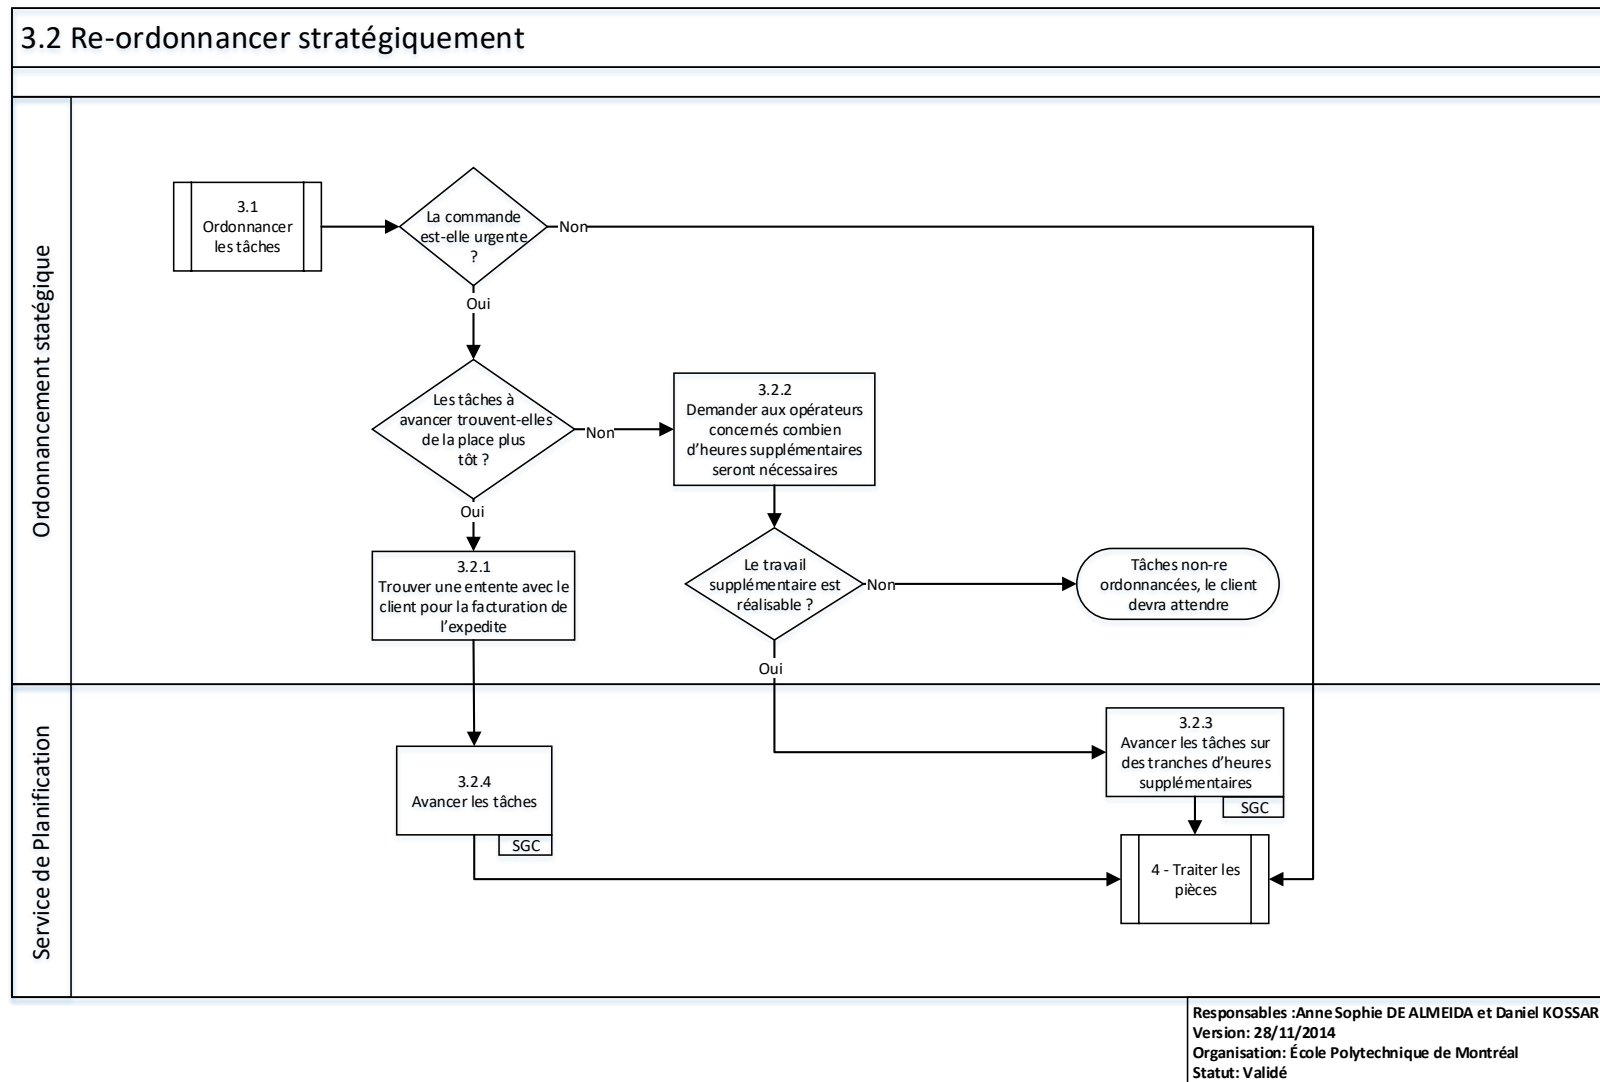 3.2 Re-ordonnancer stratégiquement
Ordonnancement statégique
3.1
Ordonnancer
les tâches
La commande
est-elle urgente
?
Non
Oui
Les tâches à
avancer trouvent-elles
de la place plus
tôt ?
Non
3.2.2
Demander aux opérateurs
concernés combien
d’heures supplémentaires
seront nécessaires
Oui
3.2.1
Trouver une entente avec le
client pour la facturation de
l’expedite
Le travail
supplémentaire est
réalisable ?
Non
Tâches non-re
ordonnancées, le client
devra attendre
Oui
Service de Planification
3.2.4
Avancer les tâches
SGC
3.2.3
Avancer les tâches sur
des tranches d’heures
supplémentaires
SGC
4 - Traiter les
pièces
Responsables :Anne Sophie DE ALMEIDA et Daniel KOSSAR
Version: 28/11/2014
Organisation: École Polytechnique de Montréal
Statut: Validé